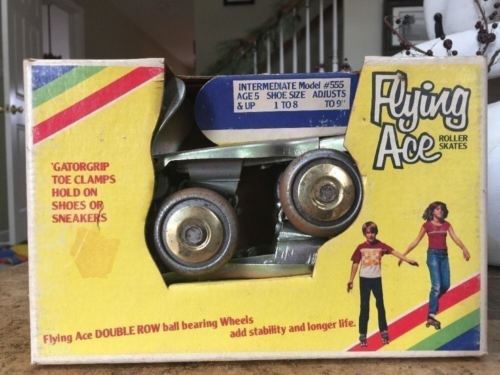 INTERMEDIATE Model #555
AGE 5 SHOE SIZE ADJUSTS
& UP 1 TO 8 TO 9"
Flying
Ace ROLLER
SKATES
'GATORGRIP
TOE CLAMPS
HOLD ON
SHOES OR
SNEAKERS
Flying Ace DOUBLE ROW ball bearing Wheels
add stability and longer life.